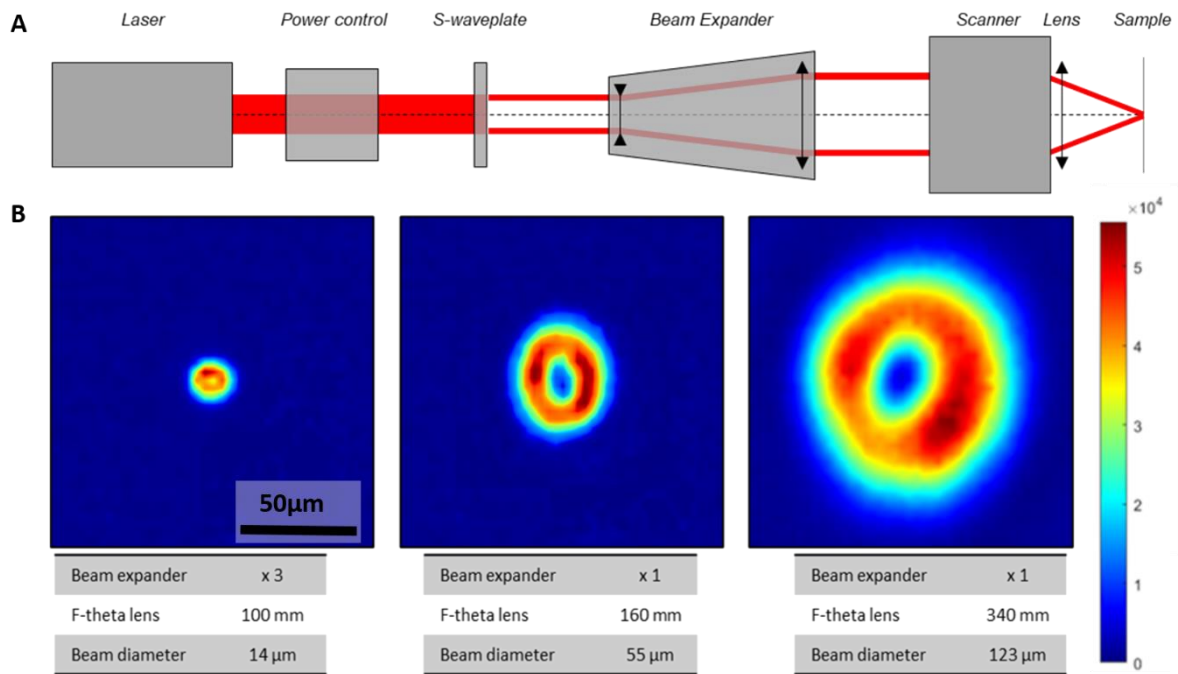 A
Laser
Power control
S-waveplate
Beam Expander
Scanner
Lens
Sample
B
×10⁴
5
4
3
2
1
0
50µm
Beam expander x 3
F-theta lens 100 mm
Beam diameter 14 µm
Beam expander x 1
F-theta lens 160 mm
Beam diameter 55 µm
Beam expander x 1
F-theta lens 340 mm
Beam diameter 123 µm